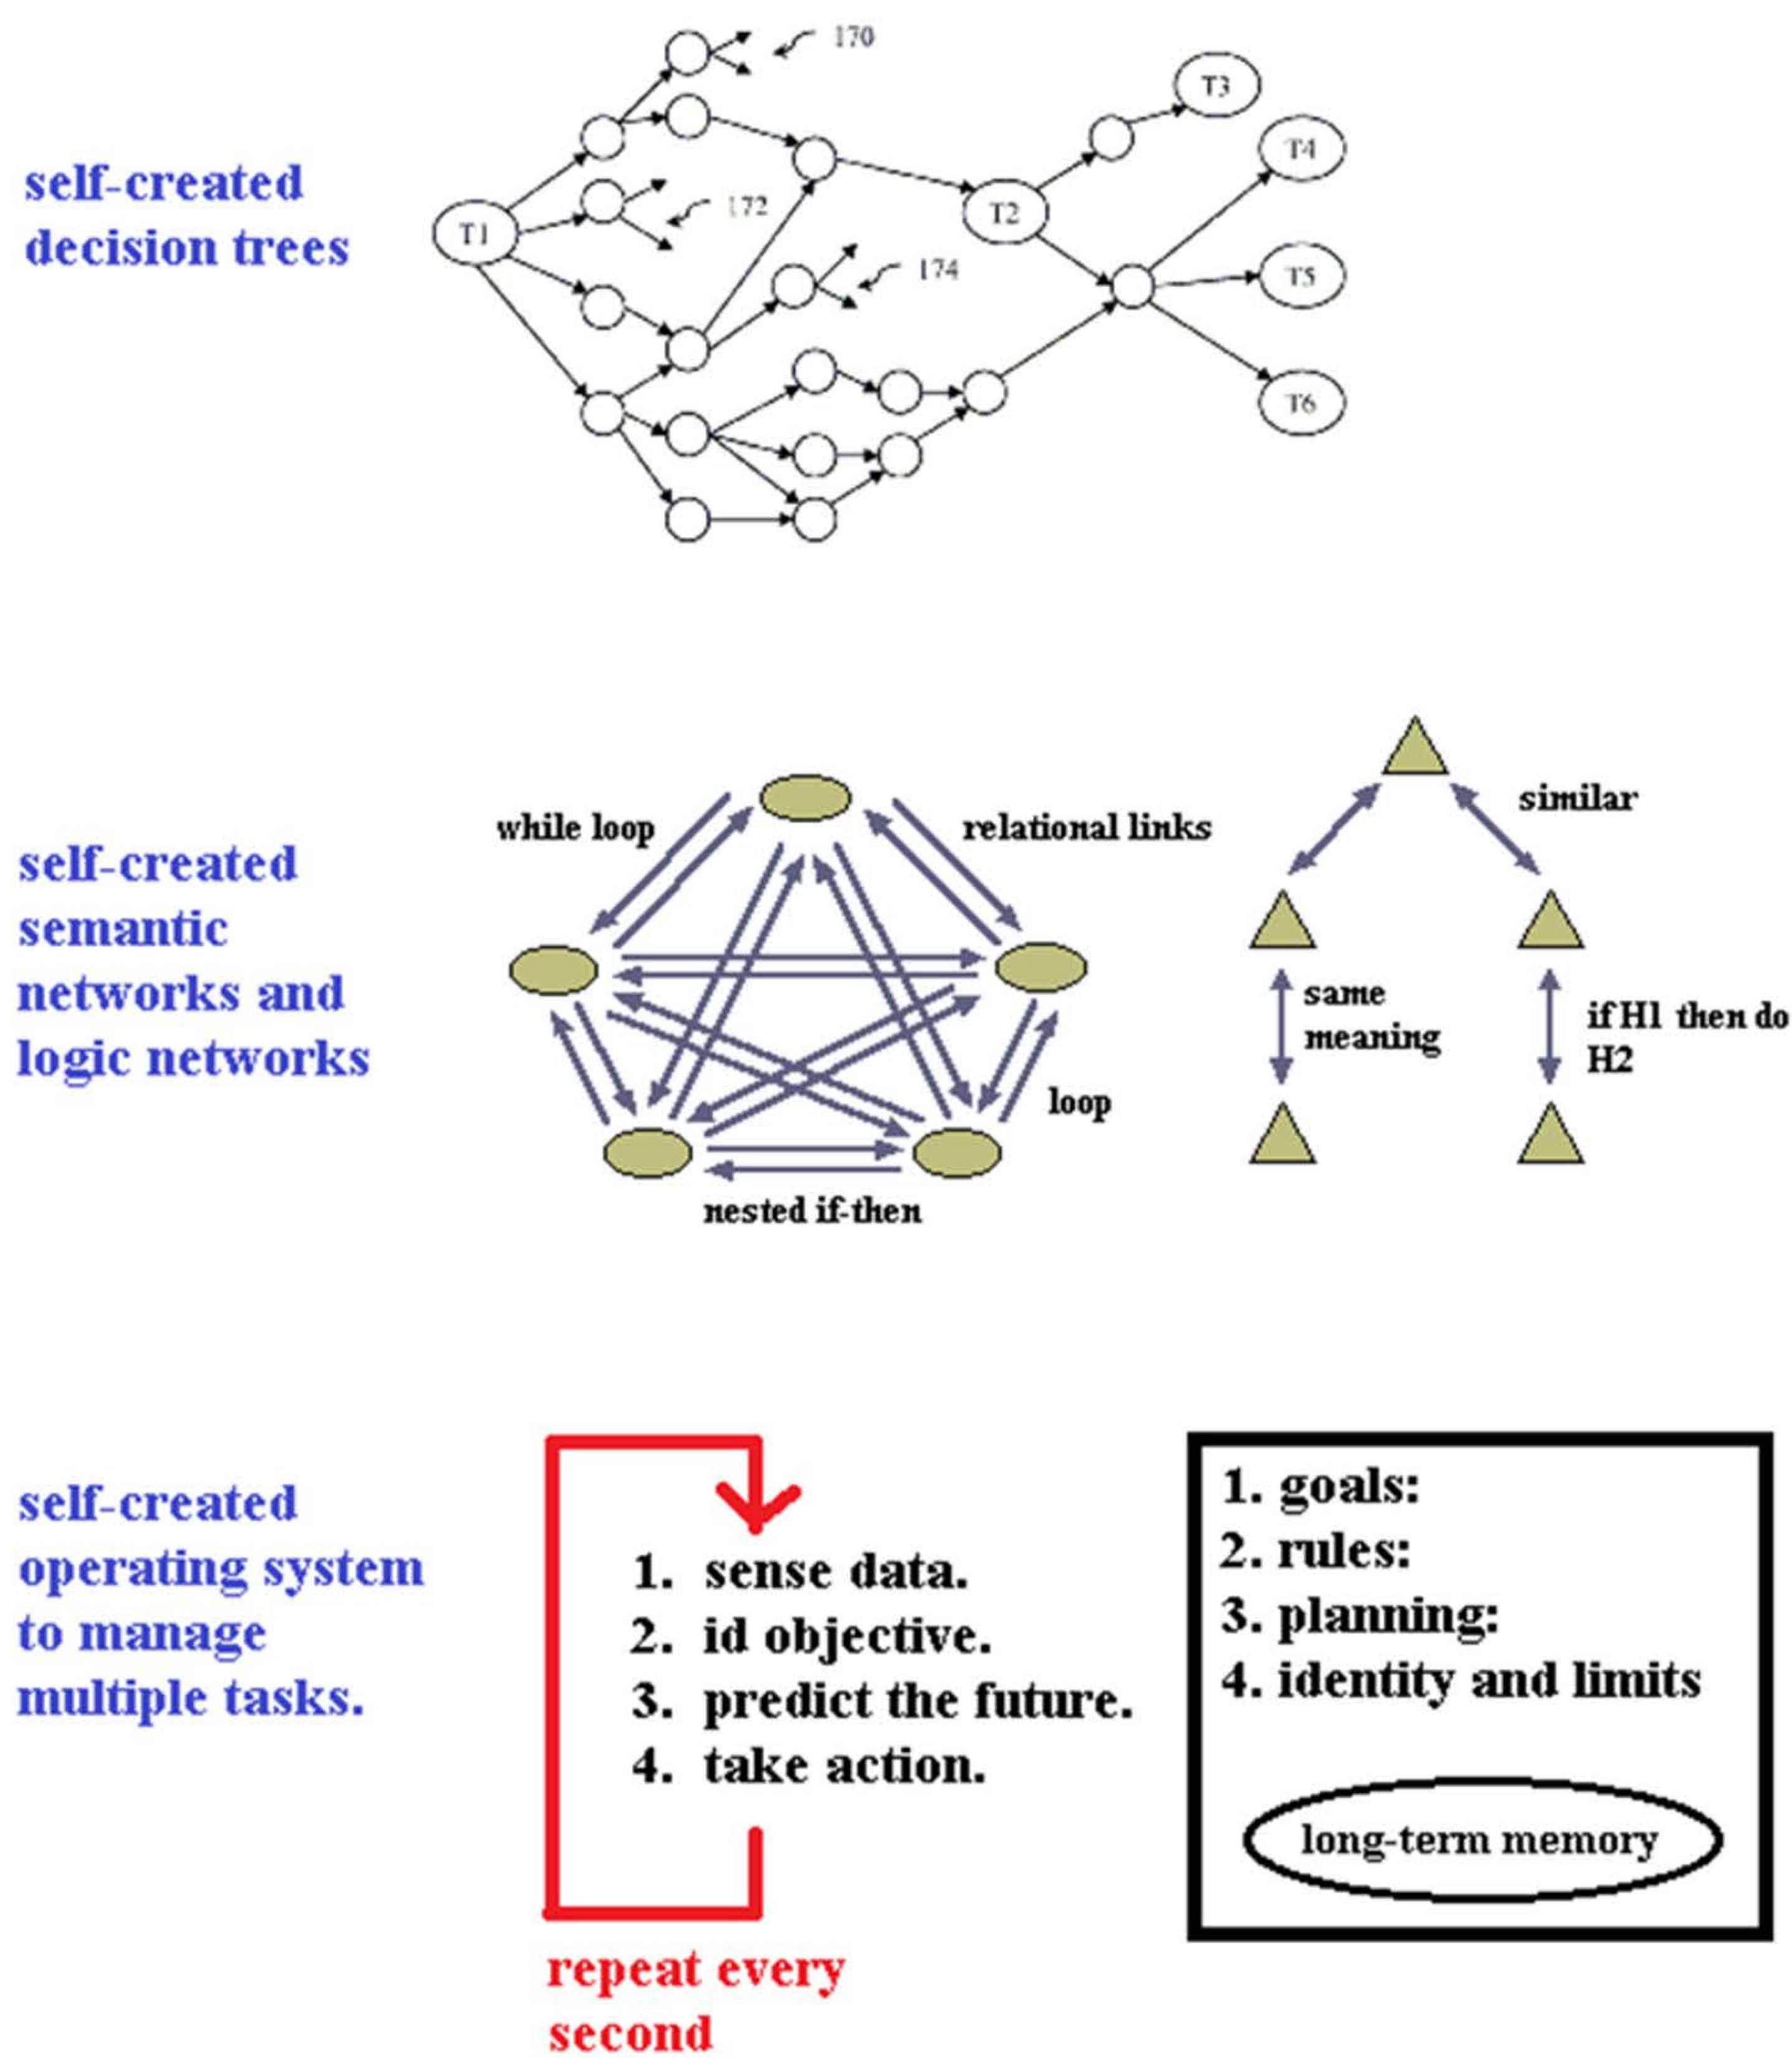 170
T3
T4
self-created
decision trees
T1
172
T2
174
T5
T6
similar
while loop
relational links
self-created
semantic
networks and
logic networks
same
meaning
if H1 then do
H2
loop
nested if-then
self-created
operating system
to manage
multiple tasks.
1. sense data.
2. id objective.
3. predict the future.
4. take action.
repeat every
second
1. goals:
2. rules:
3. planning:
4. identity and limits
long-term memory